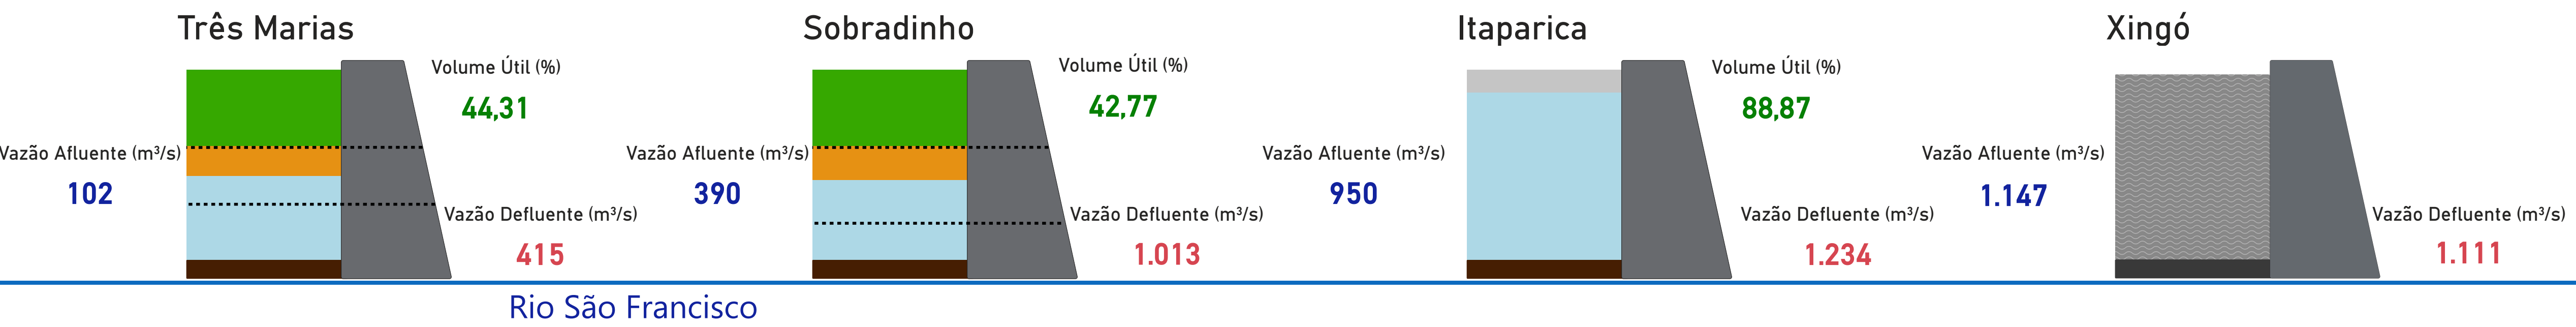 Três Marias
Volume Útil (%)
44,31
Vazão Afluente (m³/s)
102
Vazão Defluente (m³/s)
415
Sobradinho
Volume Útil (%)
42,77
Vazão Afluente (m³/s)
390
Vazão Defluente (m³/s)
1.013
Itaparica
Volume Útil (%)
88,87
Vazão Afluente (m³/s)
950
Vazão Defluente (m³/s)
1.234
Xingó
Vazão Afluente (m³/s)
1.147
Vazão Defluente (m³/s)
1.111
Rio São Francisco